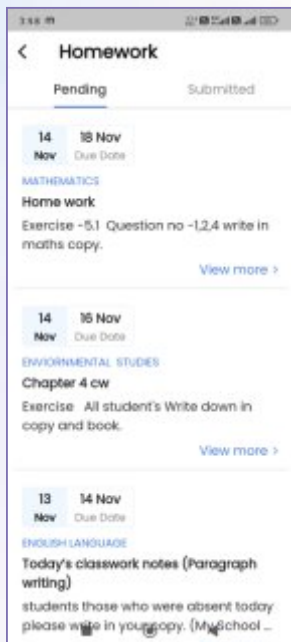 3:58
Homework
Pending Submitted
14 18 Nov
Nov Due Date
MATHEMATICS
Home work
Exercise -5.1 Question no -1,2,4 write in
maths copy.
View more >
14 16 Nov
Nov Due Date
ENVIORNMENTAL STUDIES
Chapter 4 cw
Exercise All student's Write down in
copy and book.
View more >
13 14 Nov
Nov Due Date
ENGLISH LANGUAGE
Today's classwork notes (Paragraph
writing)
students those who were absent today
please write in your copy. (My School ...